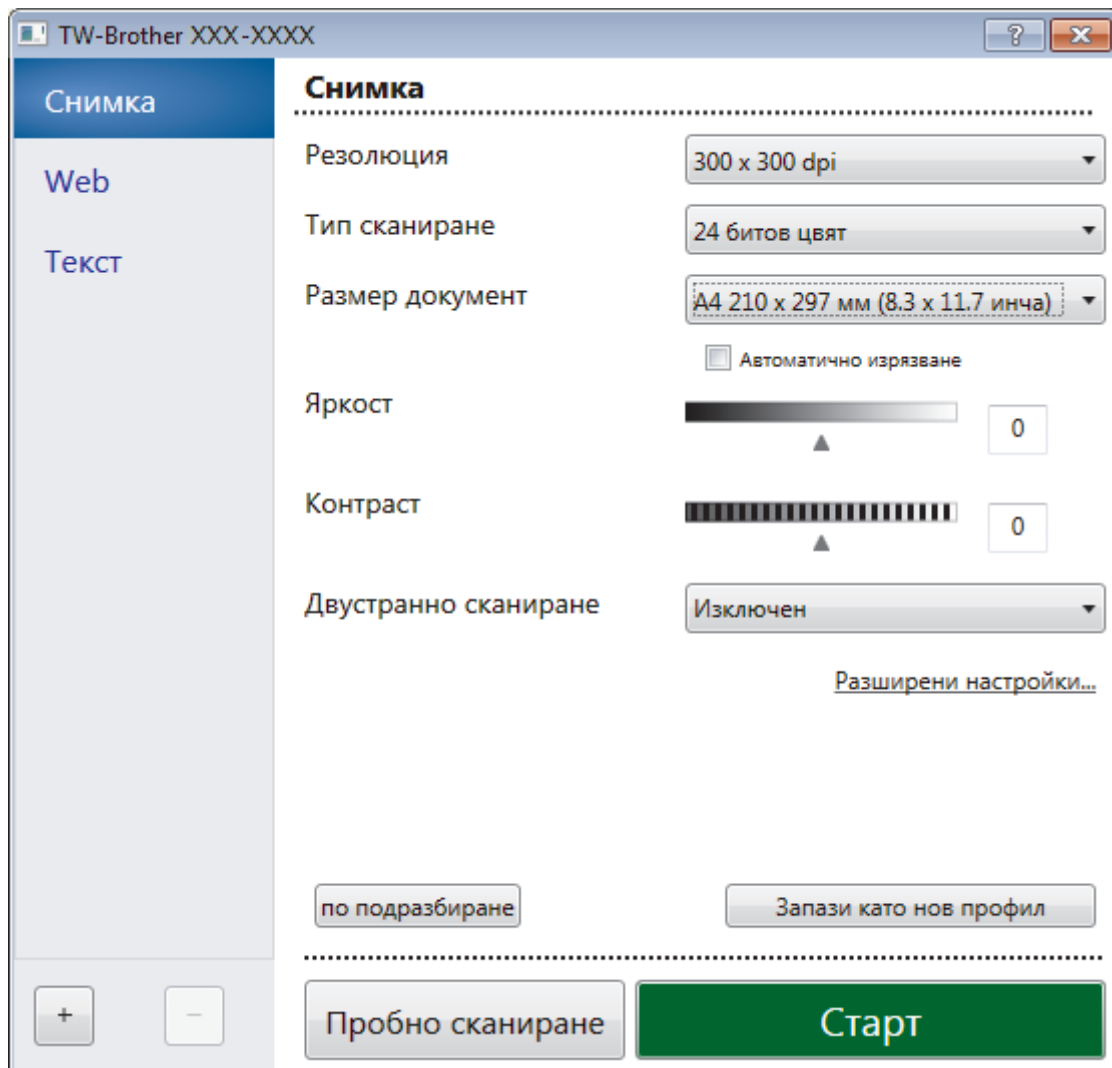 TW-Brother XXX-XXXX
?
Снимка
Web
Текст
Снимка
Резолюция
300 x 300 dpi
Тип сканиране
24 битов цвят
Размер документ
A4 210 x 297 мм (8.3 x 11.7 инча)
Автоматично изрязване
Яркост
0
Контраст
0
Двустранно сканиране
Изключен
Разширени настройки...
по подразбиране
Запази като нов профил
+
−
Пробно сканиране
Старт